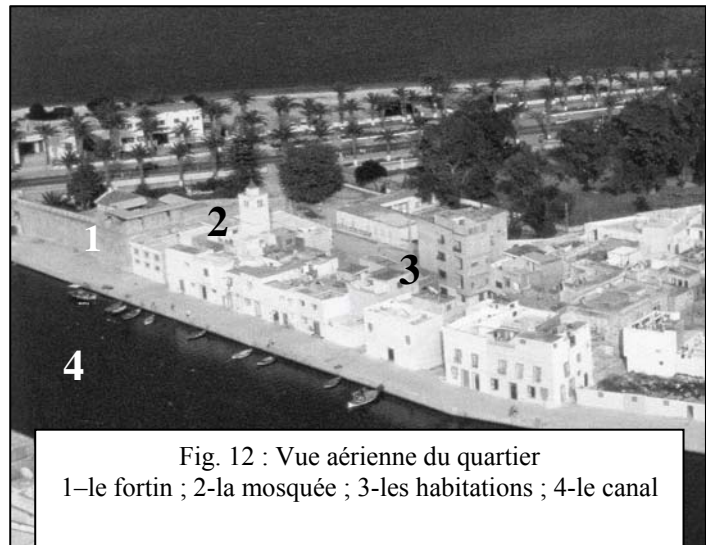 1
2
3
4
Fig. 12 : Vue aérienne du quartier
1–le fortin ; 2-la mosquée ; 3-les habitations ; 4-le canal